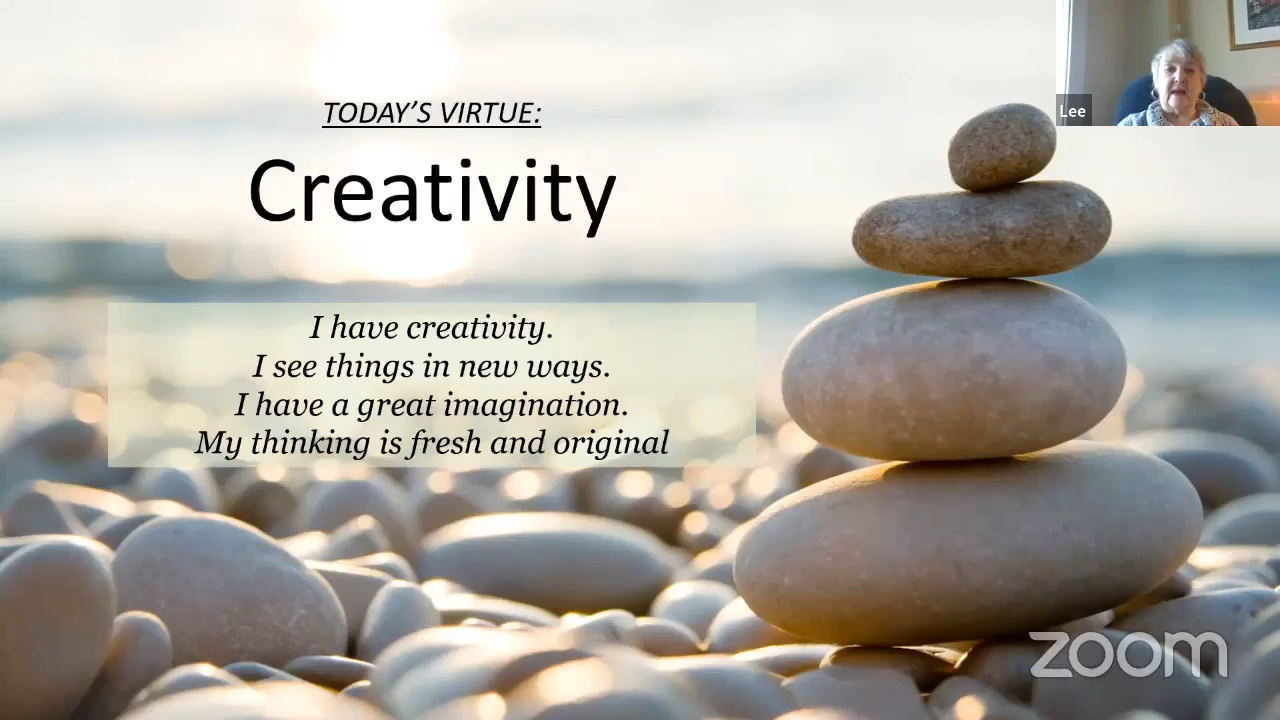 TODAY'S VIRTUE:
Creativity
I have creativity.
I see things in new ways.
I have a great imagination.
My thinking is fresh and original
Lee
zoom